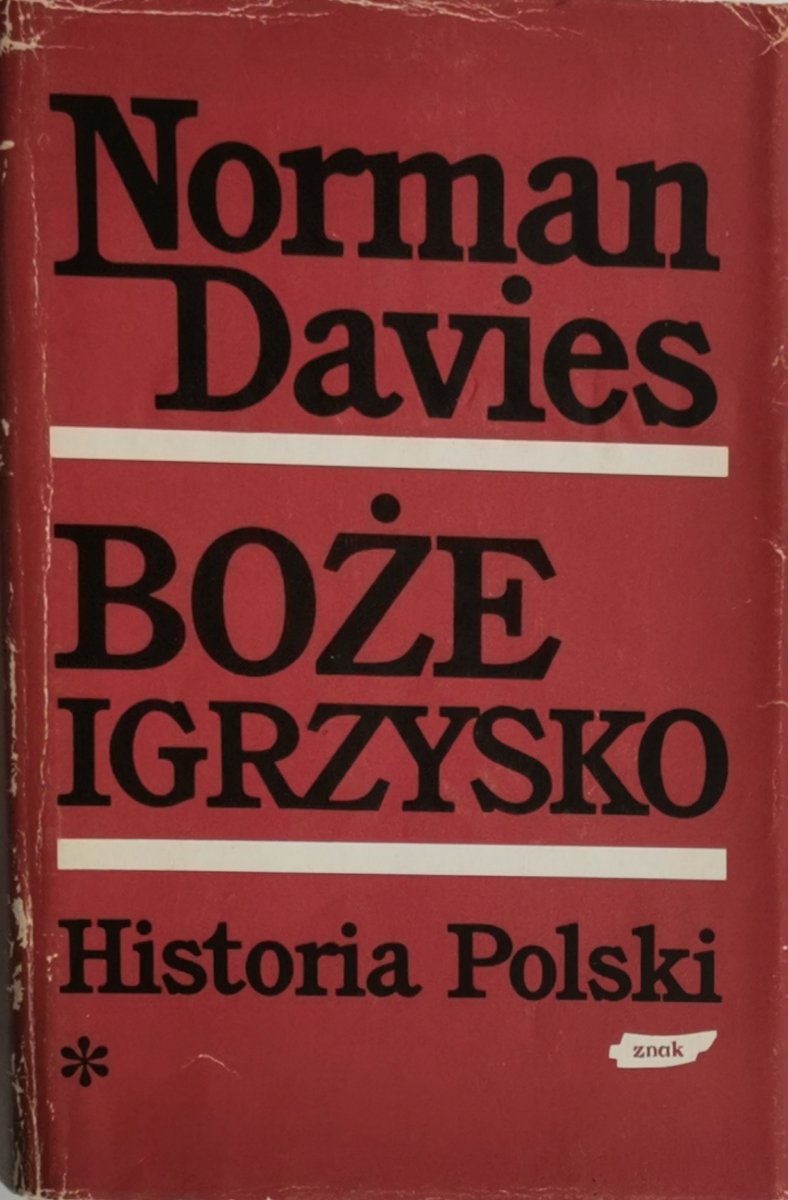 Norman
Davies
BOŻE
IGRZYSKO
Historia Polski
*
znak